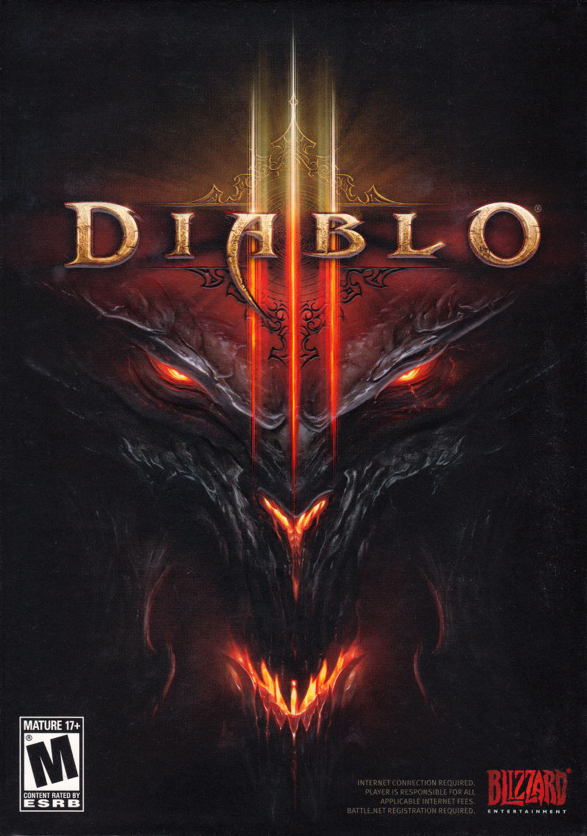 DIABLO®
III
MATURE 17+
M®
CONTENT RATED BY
ESRB
INTERNET CONNECTION REQUIRED.
PLAYER IS RESPONSIBLE FOR ALL
APPLICABLE INTERNET FEES.
BATTLE.NET REGISTRATION REQUIRED.
BLIZZARD®
ENTERTAINMENT